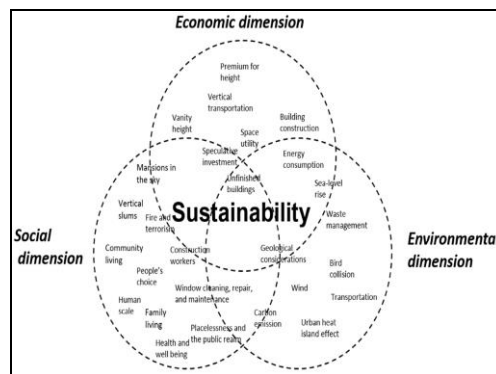 Economic dimension
Premium for
height
Vertical
transportation
Vanity
height
Building
construction
Space
utility
Speculative
investment
Energy
consumption
Mansions in
the sky
Unfinished
buildings
Sea-level
rise
Vertical
slums
Fire and
terrorism
Sustainability
Waste
management
Social
dimension
Environmental
dimension
Community
living
Construction
workers
Geological
considerations
People's
choice
Bird
collision
Window cleaning, repair,
and maintenance
Wind
Transportation
Human
scale
Family
living
Carbon
emission
Placelessness and
the public realm
Urban heat
island effect
Health and
well being